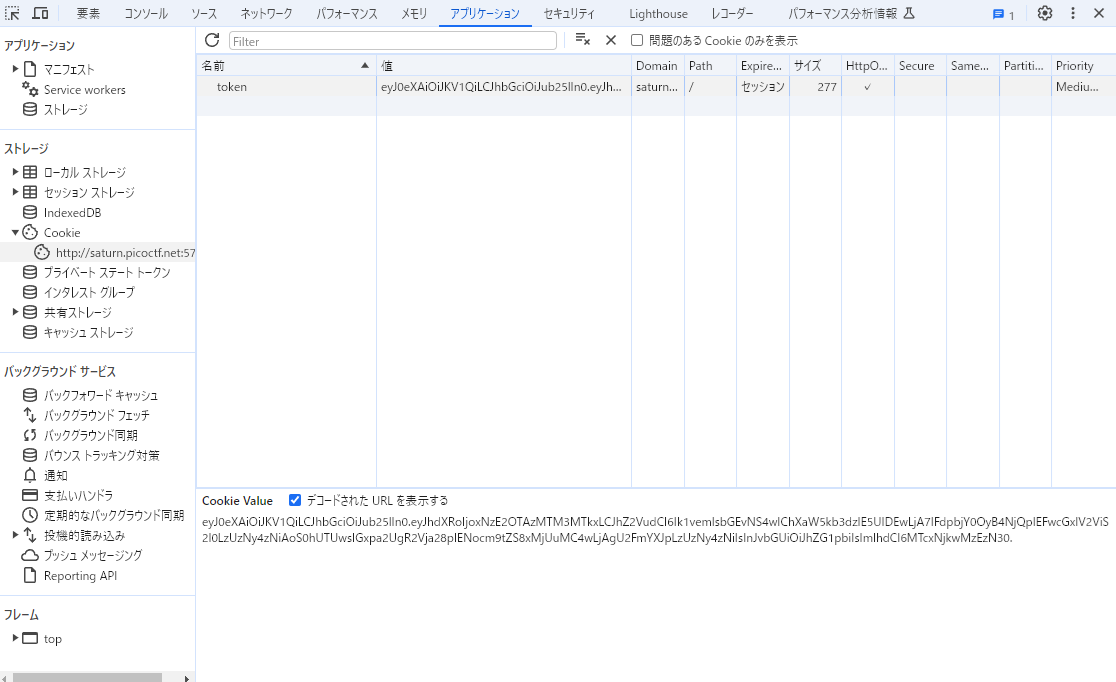 要素 コンソール ソース ネットワーク パフォーマンス メモリ アプリケーション セキュリティ Lighthouse レコーダー パフォーマンス分析情報 1
アプリケーション
マニフェスト
Service workers
ストレージ
ストレージ
ローカル ストレージ
セッション ストレージ
IndexedDB
Cookie
http://saturn.picoctf.net:57
プライベート ステート トークン
インタレスト グループ
共有ストレージ
キャッシュ ストレージ
バックグラウンド サービス
バックフォワード キャッシュ
バックグラウンド フェッチ
バックグラウンド同期
バウンス トラッキング対策
通知
支払いハンドラ
定期的なバックグラウンド同期
投機的読み込み
プッシュ メッセージング
Reporting API
フレーム
top
Filter 問題のある Cookie のみを表示
名前 値 Domain Path Expire... サイズ HttpO... Secure Same... Partiti... Priority
token eyJ0eXAiOiJKV1QiLCJhbGciOiJub25lIn0.eyJh... saturn... / セッション 277 ✓ Mediu...
Cookie Value デコードされた URL を表示する